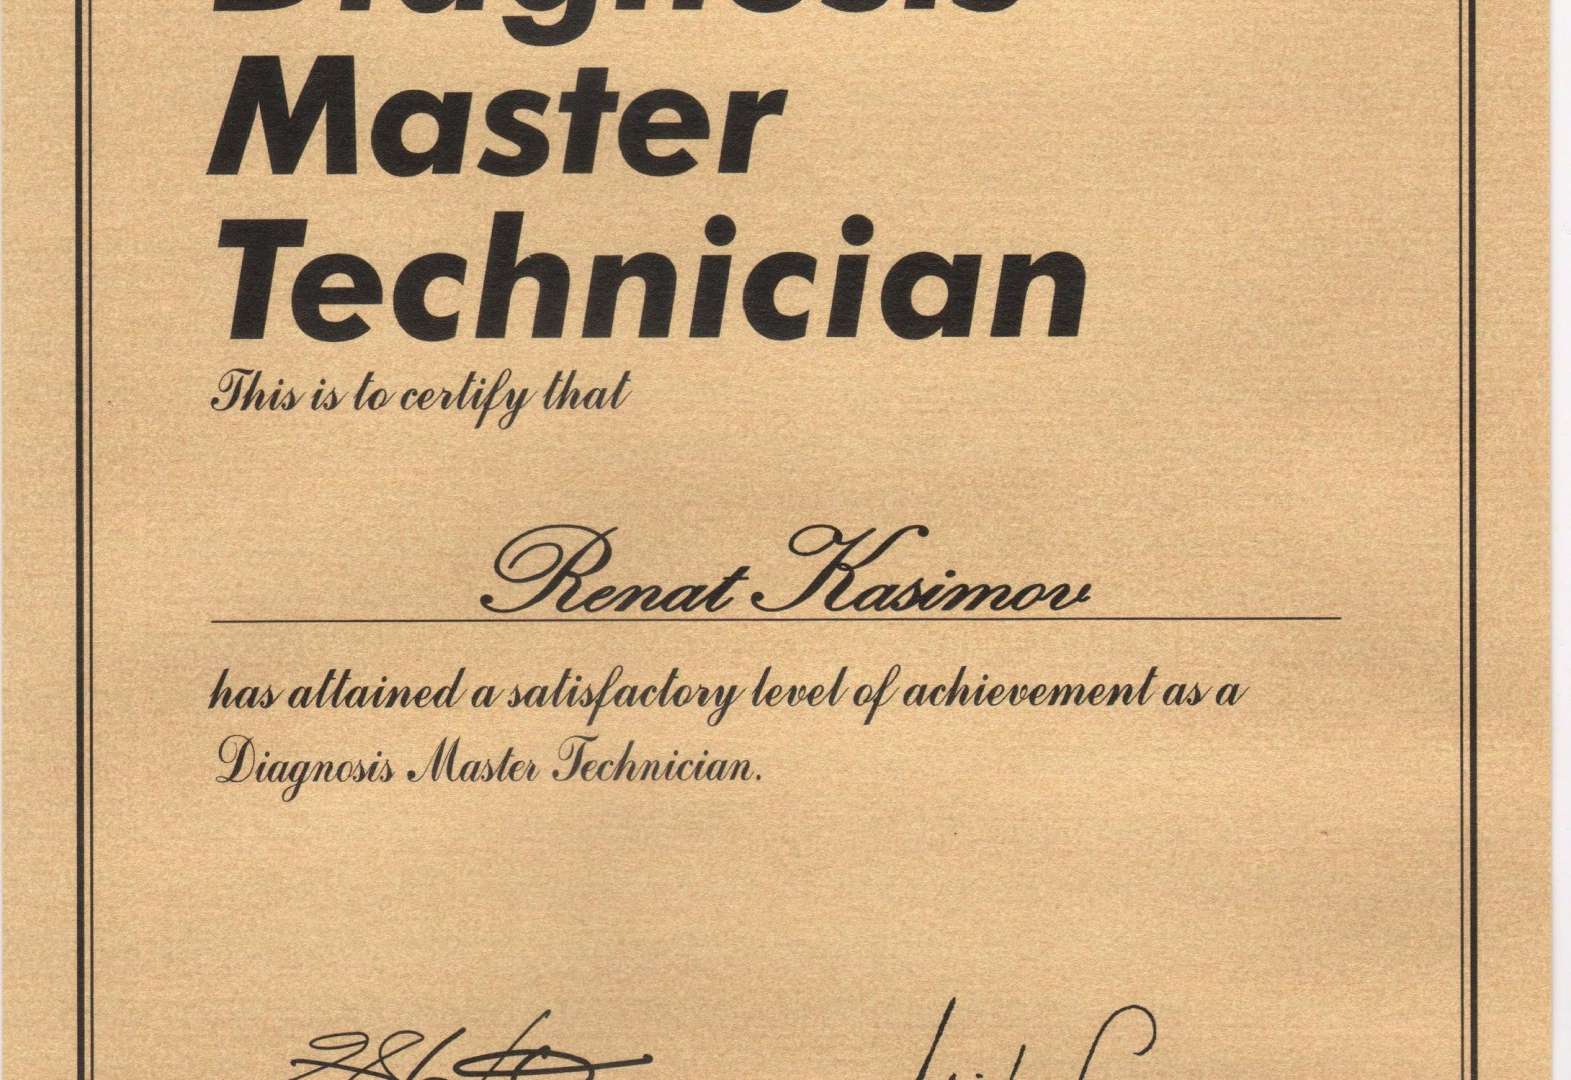 Diagnosis
Master
Technician
This is to certify that
Renat Kasimov
has attained a satisfactory level of achievement as a
Diagnosis Master Technician.